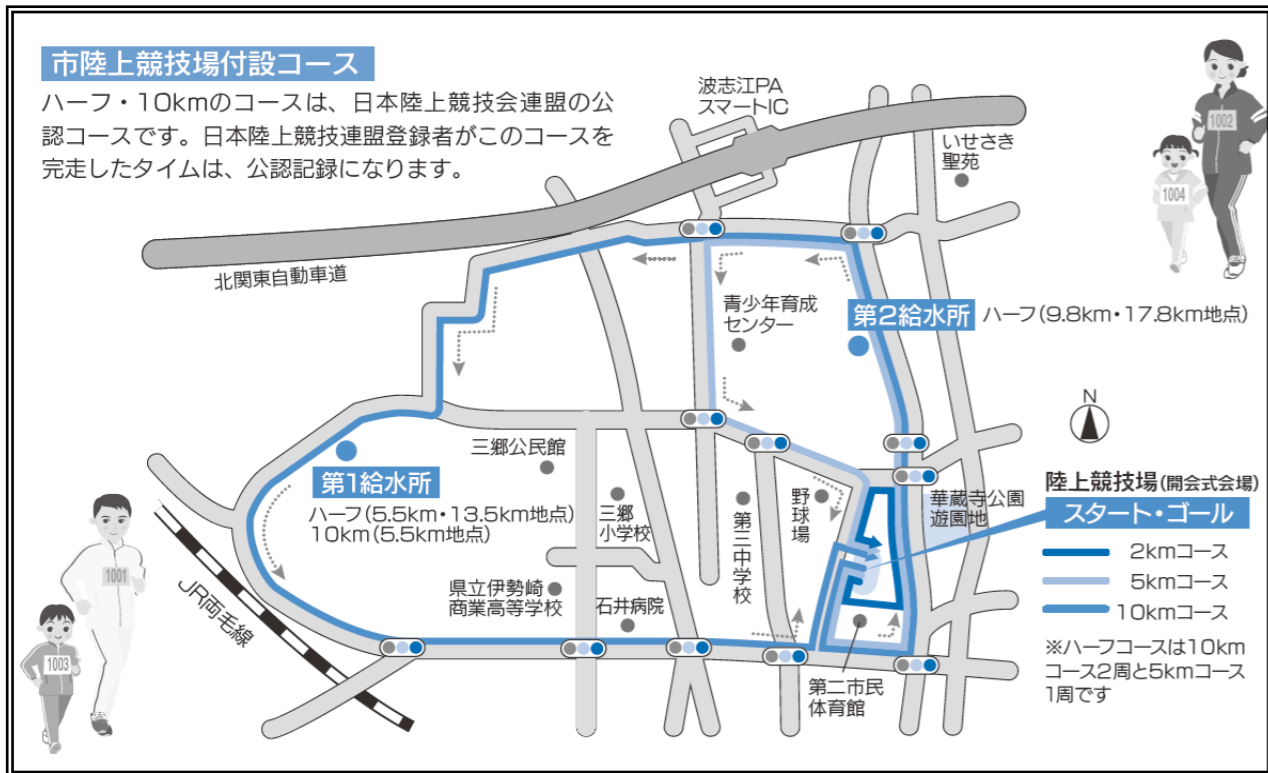 市陸上競技場付設コース
ハーフ・10kmのコースは、日本陸上競技会連盟の公
認コースです。日本陸上競技連盟登録者がこのコースを
完走したタイムは、公認記録になります。
波志江PA
スマートIC
いせさき
聖苑
1002
1004
北関東自動車道
青少年育成
センター
第2給水所
ハーフ(9.8km・17.8km地点)
N
三郷公民館
第1給水所
ハーフ(5.5km・13.5km地点)
10km(5.5km地点)
三郷
小学校
第三中学校
野球場
華蔵寺公園
遊園地
陸上競技場(開会式会場)
スタート・ゴール
2kmコース
5kmコース
10kmコース
※ハーフコースは10km
コース2周と5kmコース
1周です
県立伊勢崎
商業高等学校
石井病院
第二市民
体育館
JR両毛線
1001
1003